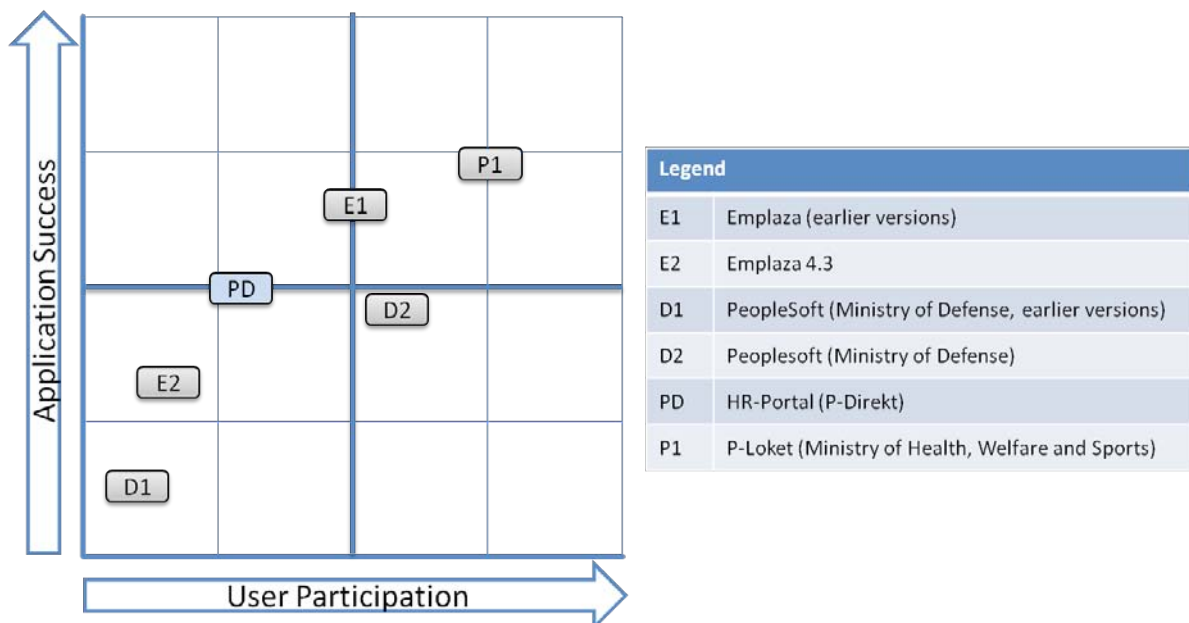 Application Success
P1
E1
PD
D2
E2
D1
User Participation
Legend
E1 Emplaza (earlier versions)
E2 Emplaza 4.3
D1 PeopleSoft (Ministry of Defense, earlier versions)
D2 Peoplesoft (Ministry of Defense)
PD HR-Portal (P-Direkt)
P1 P-Loket (Ministry of Health, Welfare and Sports)